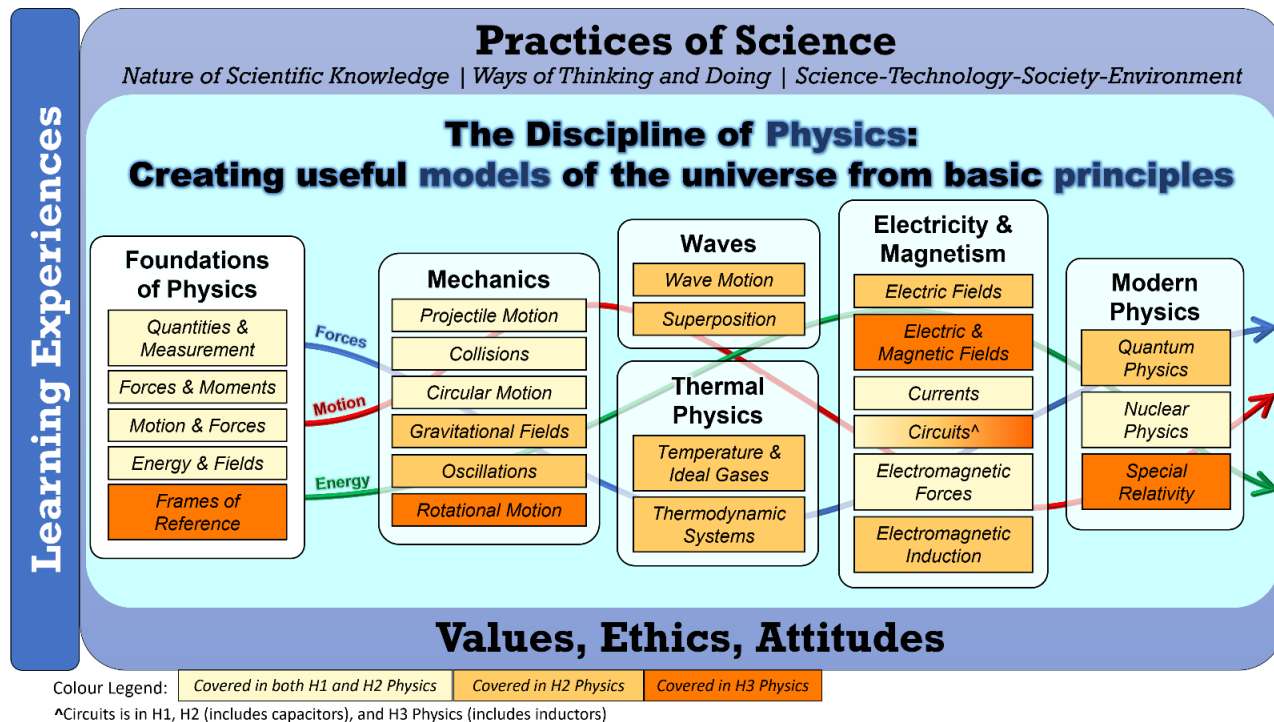 Learning Experiences
Practices of Science
Nature of Scientific Knowledge | Ways of Thinking and Doing | Science-Technology-Society-Environment
The Discipline of Physics:
Creating useful models of the universe from basic principles
Foundations
of Physics
Quantities &
Measurement
Forces & Moments
Motion & Forces
Energy & Fields
Frames of
Reference
Forces
Motion
Energy
Mechanics
Projectile Motion
Collisions
Circular Motion
Gravitational Fields
Oscillations
Rotational Motion
Waves
Wave Motion
Superposition
Thermal
Physics
Temperature &
Ideal Gases
Thermodynamic
Systems
Electricity &
Magnetism
Electric Fields
Electric &
Magnetic Fields
Currents
Circuits^
Electromagnetic
Forces
Electromagnetic
Induction
Modern
Physics
Quantum
Physics
Nuclear
Physics
Special
Relativity
Values, Ethics, Attitudes
Colour Legend:
Covered in both H1 and H2 Physics
Covered in H2 Physics
Covered in H3 Physics
^Circuits is in H1, H2 (includes capacitors), and H3 Physics (includes inductors)